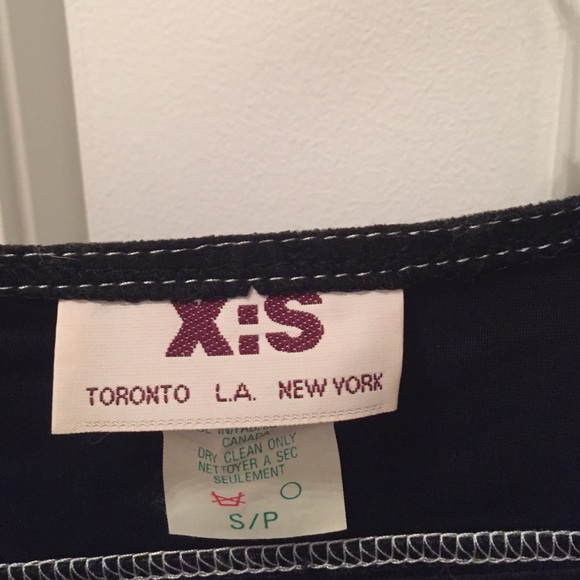 X:S
TORONTO L.A. NEW YORK
CANADA
DRY CLEAN ONLY
NETTOYER A SEC
SEULEMENT
S/P